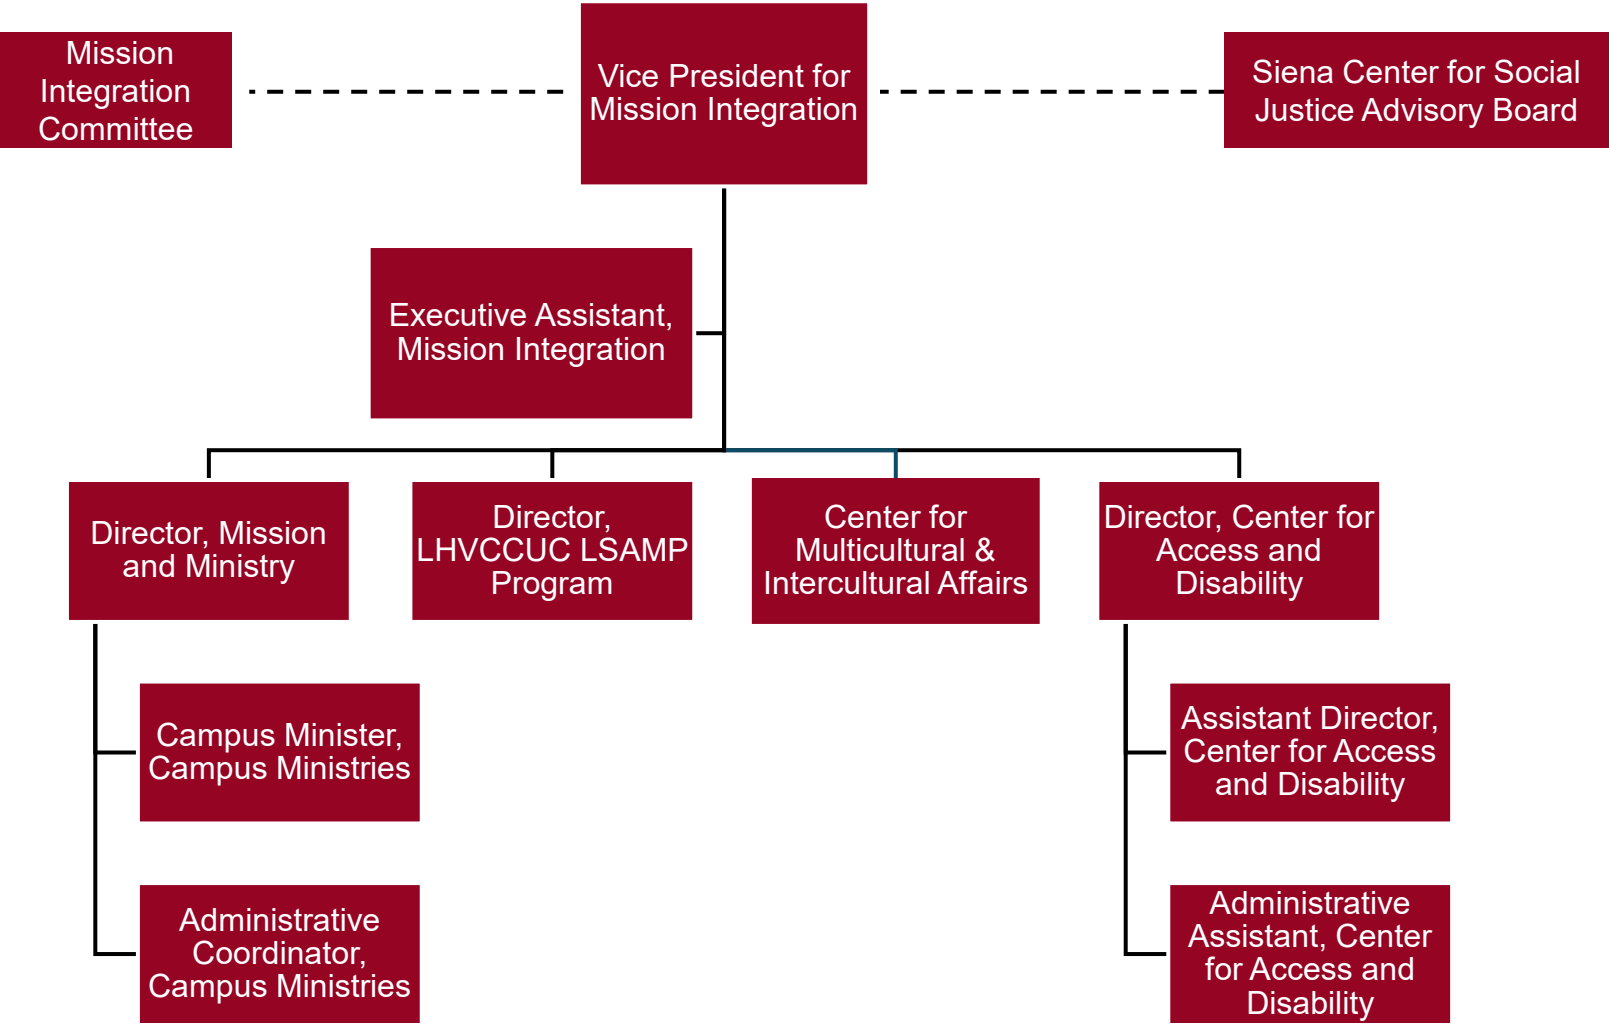 Mission
Integration
Committee
Vice President for
Mission Integration
Siena Center for Social
Justice Advisory Board
Executive Assistant,
Mission Integration
Director, Mission
and Ministry
Director,
LHVCCUC LSAMP
Program
Center for
Multicultural &
Intercultural Affairs
Director, Center for
Access and
Disability
Campus Minister,
Campus Ministries
Assistant Director,
Center for Access
and Disability
Administrative
Coordinator,
Campus Ministries
Administrative
Assistant, Center
for Access and
Disability